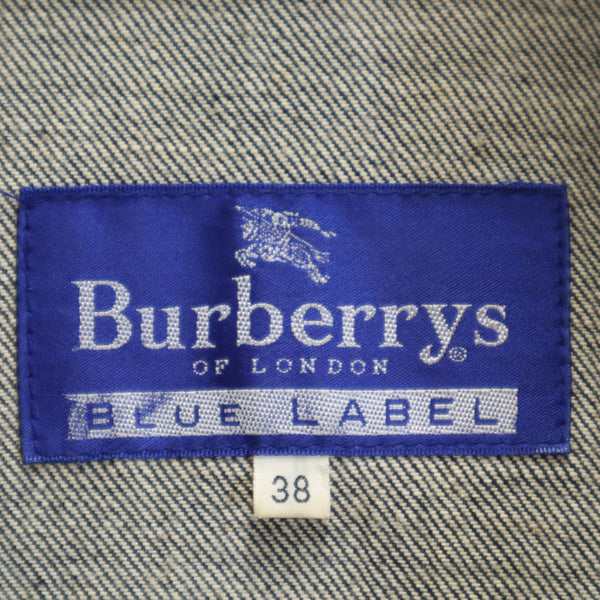 Burberrys®
OF LONDON
BLUE LABEL
38